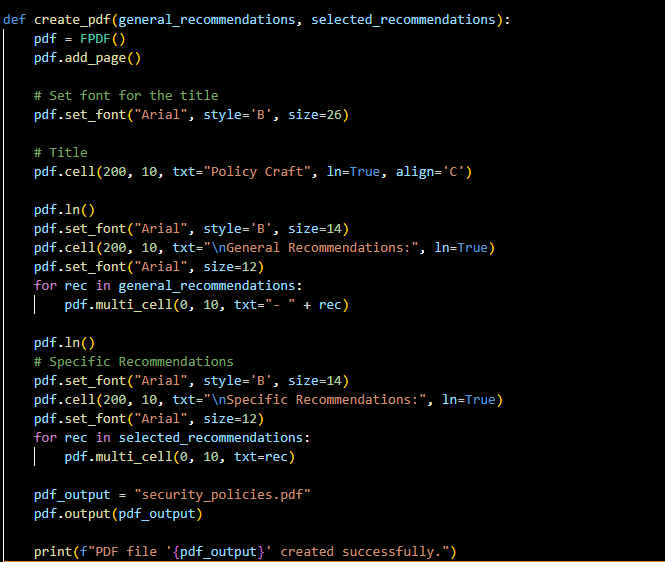 def create_pdf(general_recommendations, selected_recommendations):
    pdf = FPDF()
    pdf.add_page()

    # Set font for the title
    pdf.set_font("Arial", style='B', size=26)

    # Title
    pdf.cell(200, 10, txt="Policy Craft", ln=True, align='C')

    pdf.ln()
    pdf.set_font("Arial", style='B', size=14)
    pdf.cell(200, 10, txt="\nGeneral Recommendations:", ln=True)
    pdf.set_font("Arial", size=12)
    for rec in general_recommendations:
        pdf.multi_cell(0, 10, txt="- " + rec)

    pdf.ln()
    # Specific Recommendations
    pdf.set_font("Arial", style='B', size=14)
    pdf.cell(200, 10, txt="\nSpecific Recommendations:", ln=True)
    pdf.set_font("Arial", size=12)
    for rec in selected_recommendations:
        pdf.multi_cell(0, 10, txt=rec)

    pdf_output = "security_policies.pdf"
    pdf.output(pdf_output)

    print(f"PDF file '{pdf_output}' created successfully.")